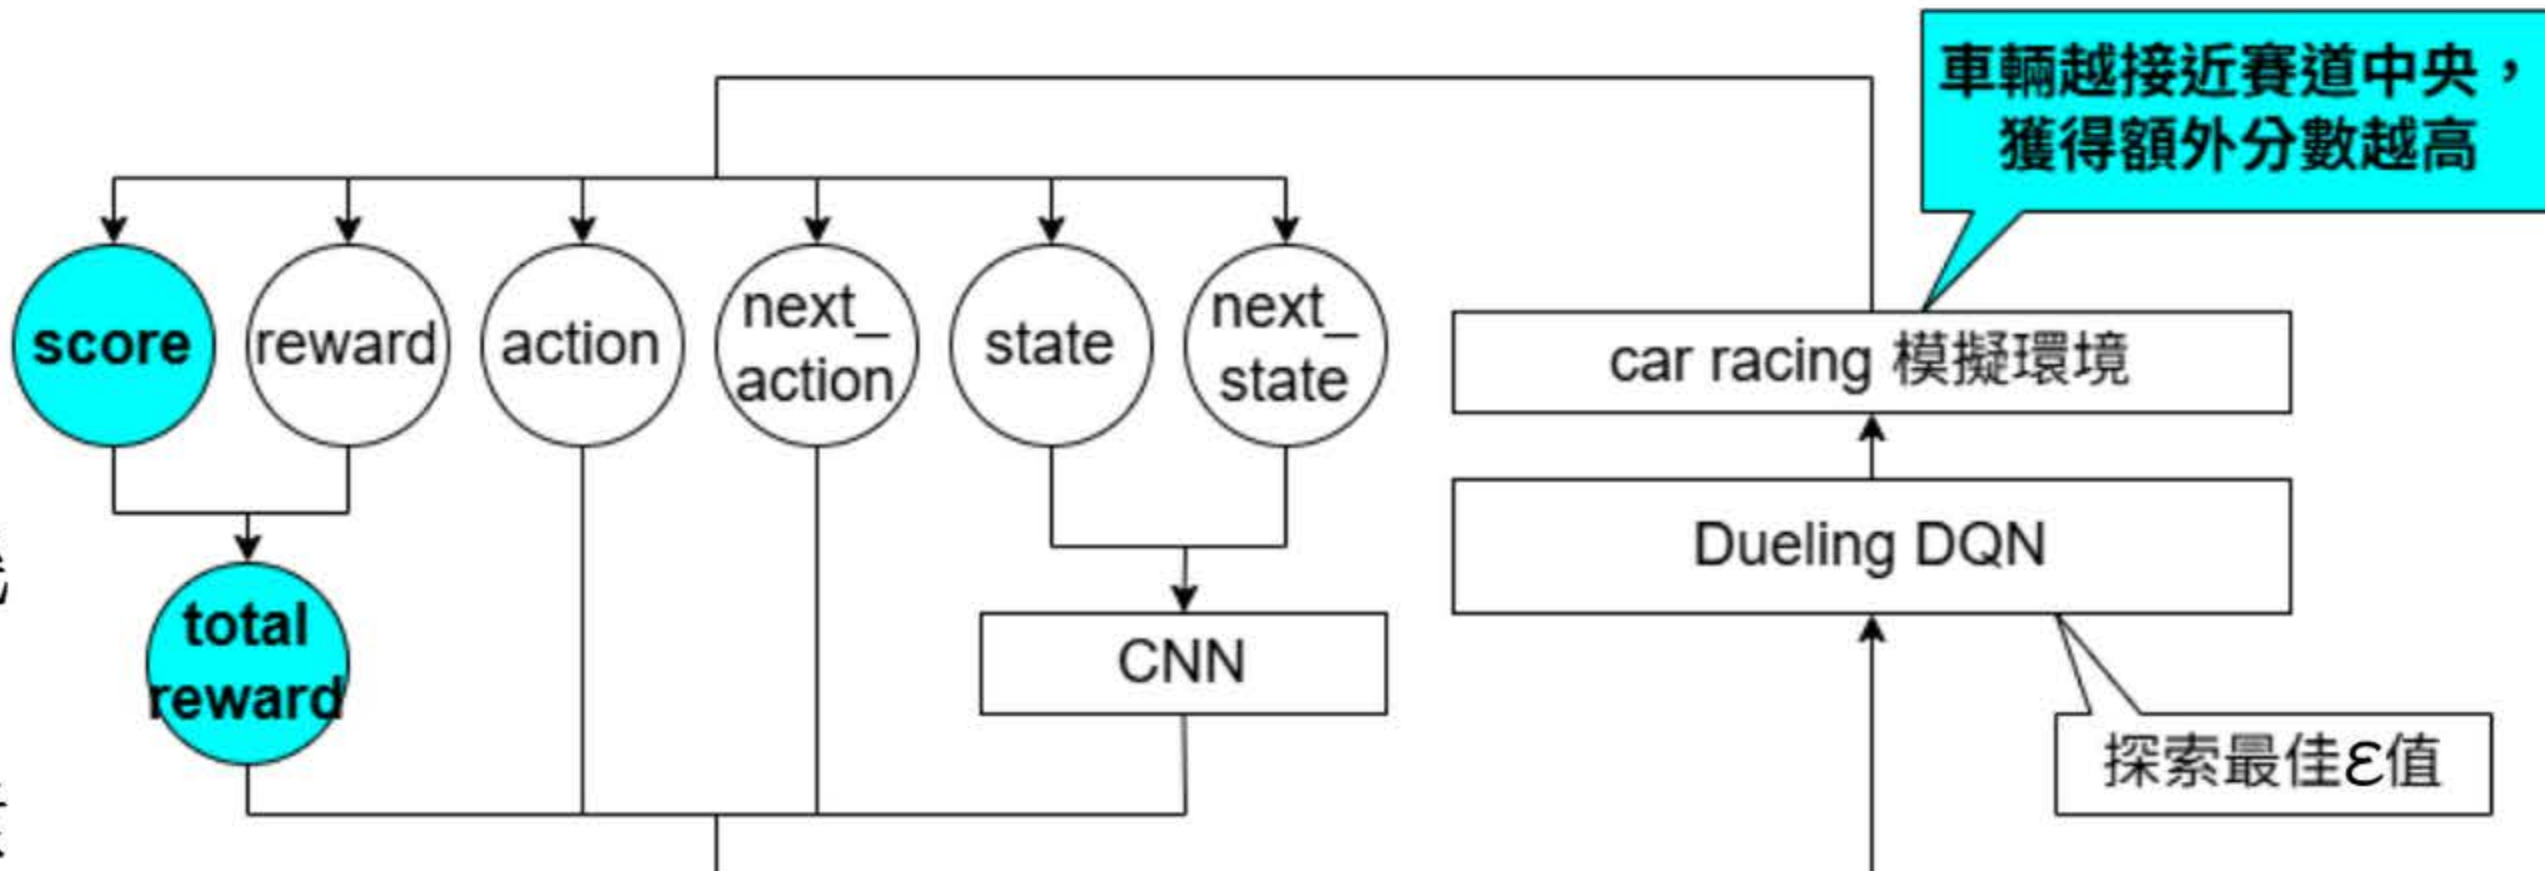 車輛越接近賽道中央，
獲得額外分數越高
score
reward
action
next_
action
state
next_
state
car racing 模擬環境
Dueling DQN
total
reward
CNN
探索最佳ε值